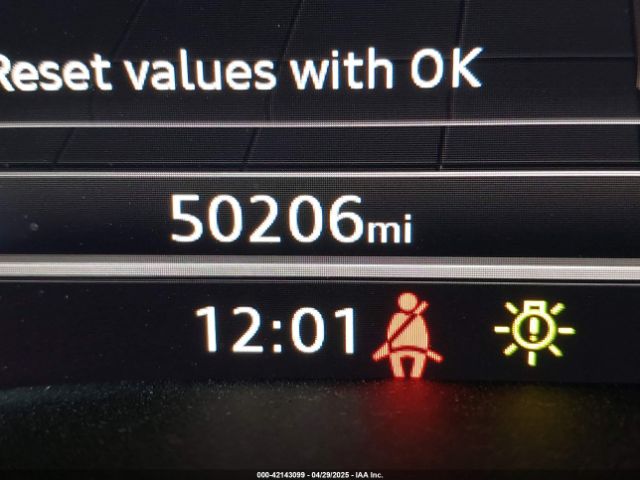 Reset values with OK
50206mi
12:01
000-42143099 - 04/29/2025 - IAA Inc.